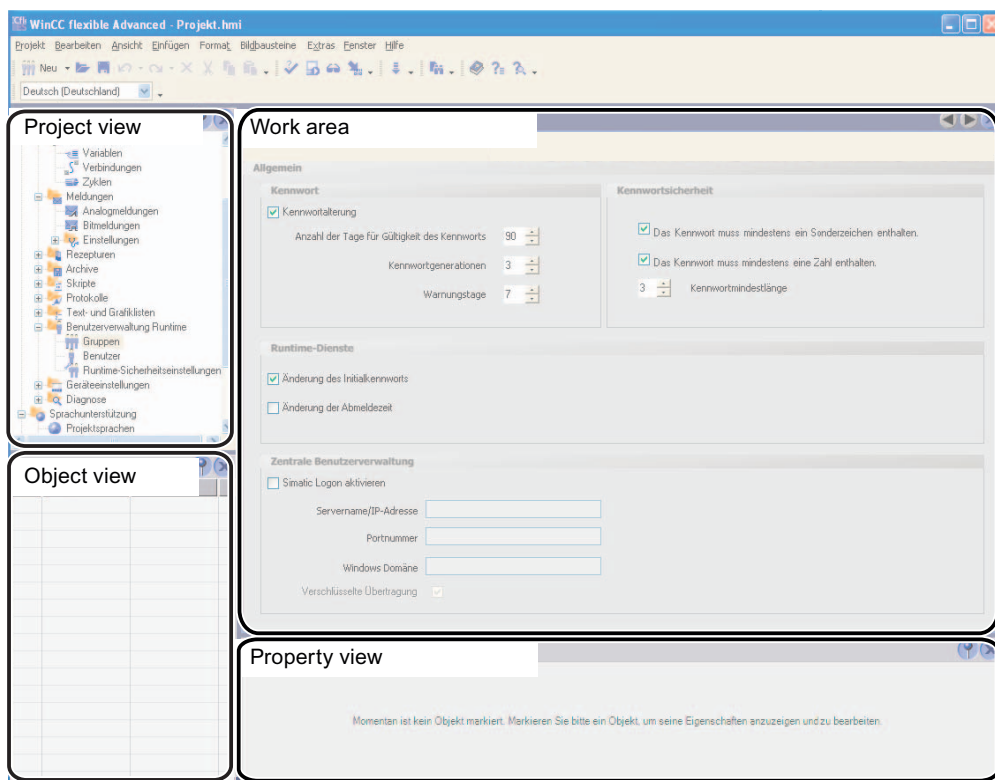 WinCC flexible Advanced - Projekt.hmi
Projekt Bearbeiten Ansicht Einfügen Format Bildbausteine Extras Fenster Hilfe
Neu
Deutsch (Deutschland)
Project view
Variablen
Verbindungen
Zyklen
Meldungen
Analogmeldungen
Bitmeldungen
Einstellungen
Rezepturen
Archive
Skripte
Protokolle
Text- und Grafiklisten
Benutzerverwaltung Runtime
Gruppen
Benutzer
Runtime-Sicherheitseinstellungen
Geräteeinstellungen
Diagnose
Sprachunterstützung
Projektsprachen
Object view
Work area
Allgemein
Kennwort
Kennwortalterung
Anzahl der Tage für Gültigkeit des Kennworts 90
Kennwortgenerationen 3
Warnungstage 7
Kennwortsicherheit
Das Kennwort muss mindestens ein Sonderzeichen enthalten.
Das Kennwort muss mindestens eine Zahl enthalten.
3 Kennwortmindestlänge
Runtime-Dienste
Änderung des Initialkennworts
Änderung der Abmeldezeit
Zentrale Benutzerverwaltung
Simatic Logon aktivieren
Servername/IP-Adresse
Portnummer
Windows Domäne
Verschlüsselte Übertragung
Property view
Momentan ist kein Objekt markiert. Markieren Sie bitte ein Objekt, um seine Eigenschaften anzuzeigen und zu bearbeiten.